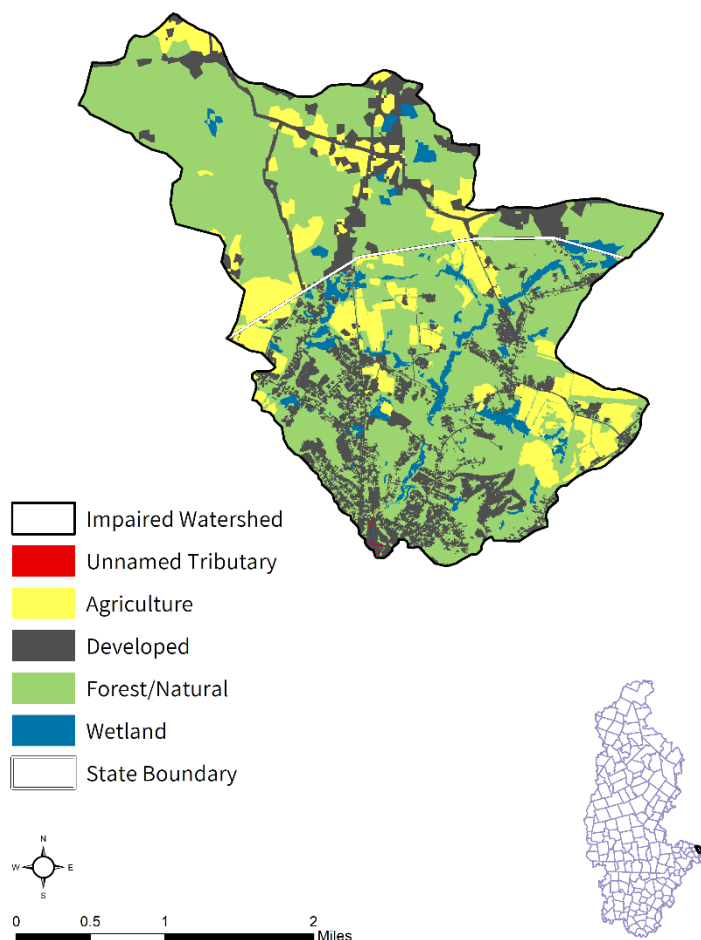 Impaired Watershed
Unnamed Tributary
Agriculture
Developed
Forest/Natural
Wetland
State Boundary
N
W E
S
0 0.5 1 2
Miles